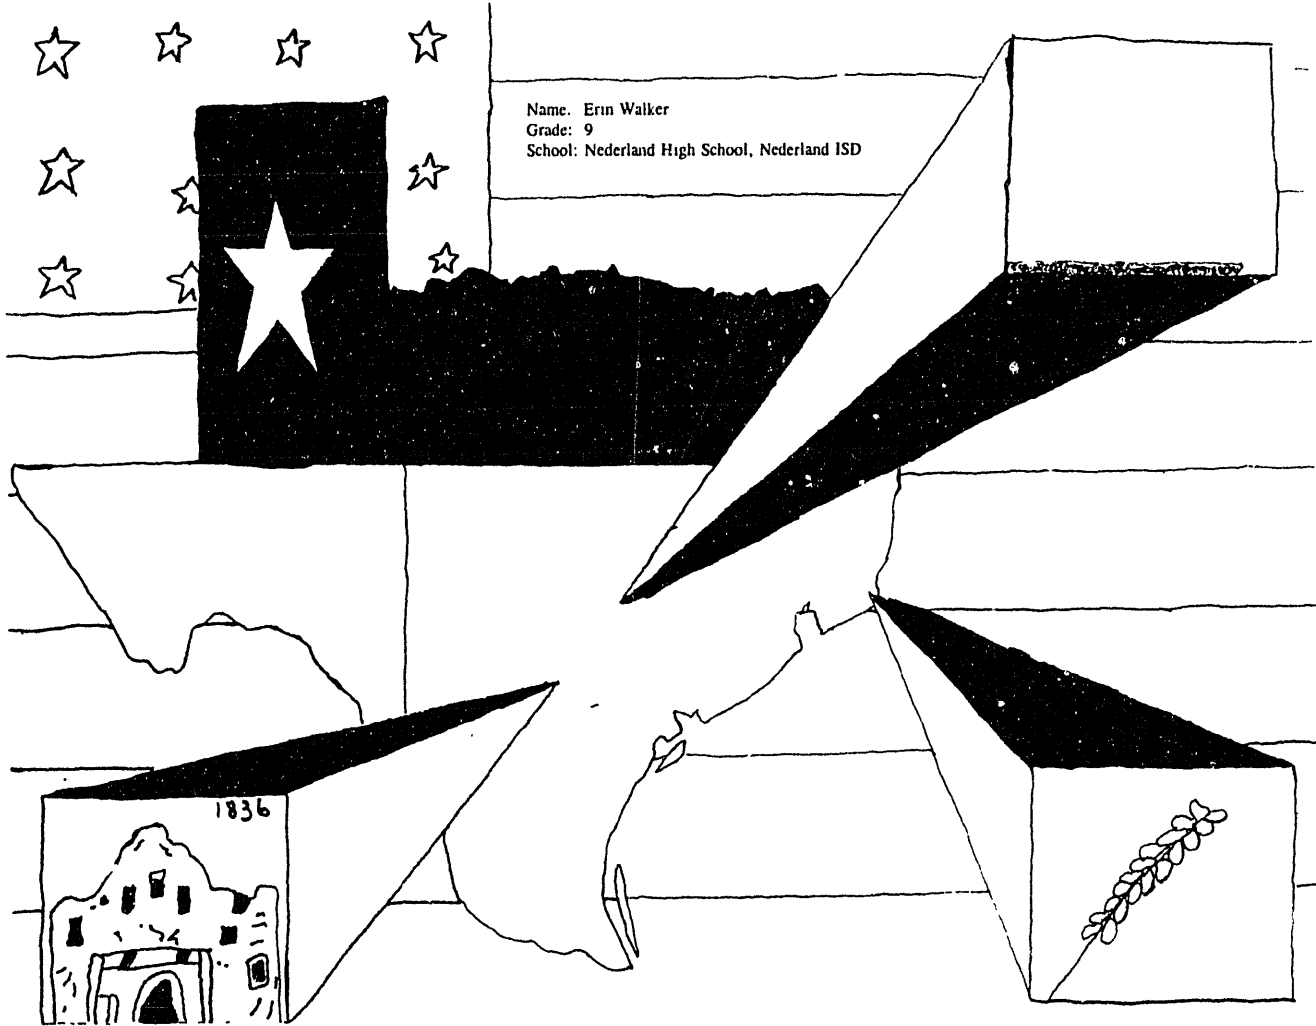 Name. Erin Walker
Grade: 9
School: Nederland High School, Nederland ISD
1836